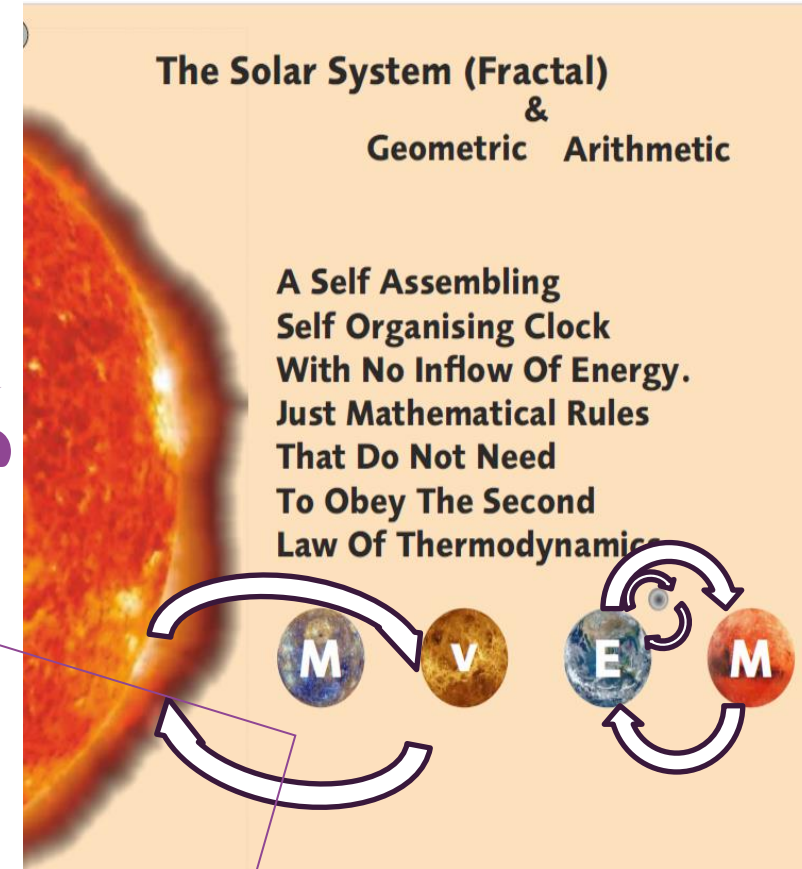 The Solar System (Fractal)
&
Geometric Arithmetic
A Self Assembling
Self Organising Clock
With No Inflow Of Energy.
Just Mathematical Rules
That Do Not Need
To Obey The Second
Law Of Thermodynamics
M v E M